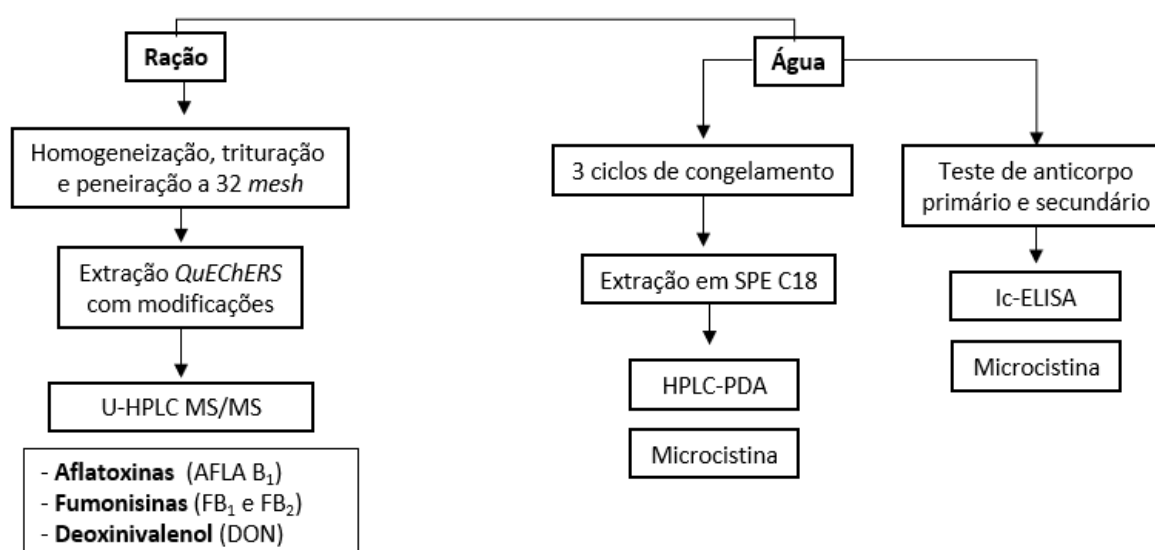 Ração
Água
Homogeneização, trituração
e peneiração a 32 mesh
3 ciclos de congelamento
Teste de anticorpo
primário e secundário
Extração QuEChERS
com modificações
Extração em SPE C18
Ic-ELISA
Microcistina
U-HPLC MS/MS
HPLC-PDA
Microcistina
- Aflatoxinas (AFLA B₁)
- Fumonisinas (FB₁ e FB₂)
- Deoxinivalenol (DON)